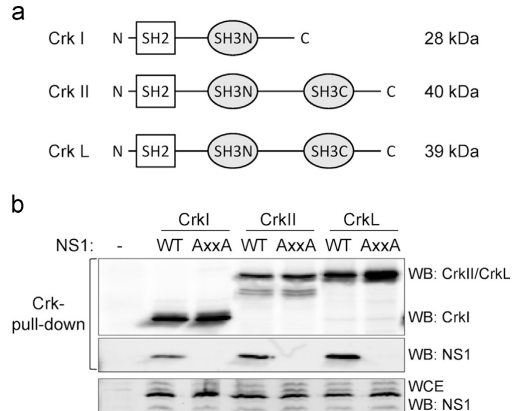 a
Crk I N SH2 SH3N C 28 kDa
Crk II N SH2 SH3N SH3C C 40 kDa
Crk L N SH2 SH3N SH3C C 39 kDa
b
CrkI CrkII CrkL
NS1: - WT AxxA WT AxxA WT AxxA
WB: CrkII/CrkL
Crk-
pull-down
WB: CrkI
WB: NS1
WCE
WB: NS1